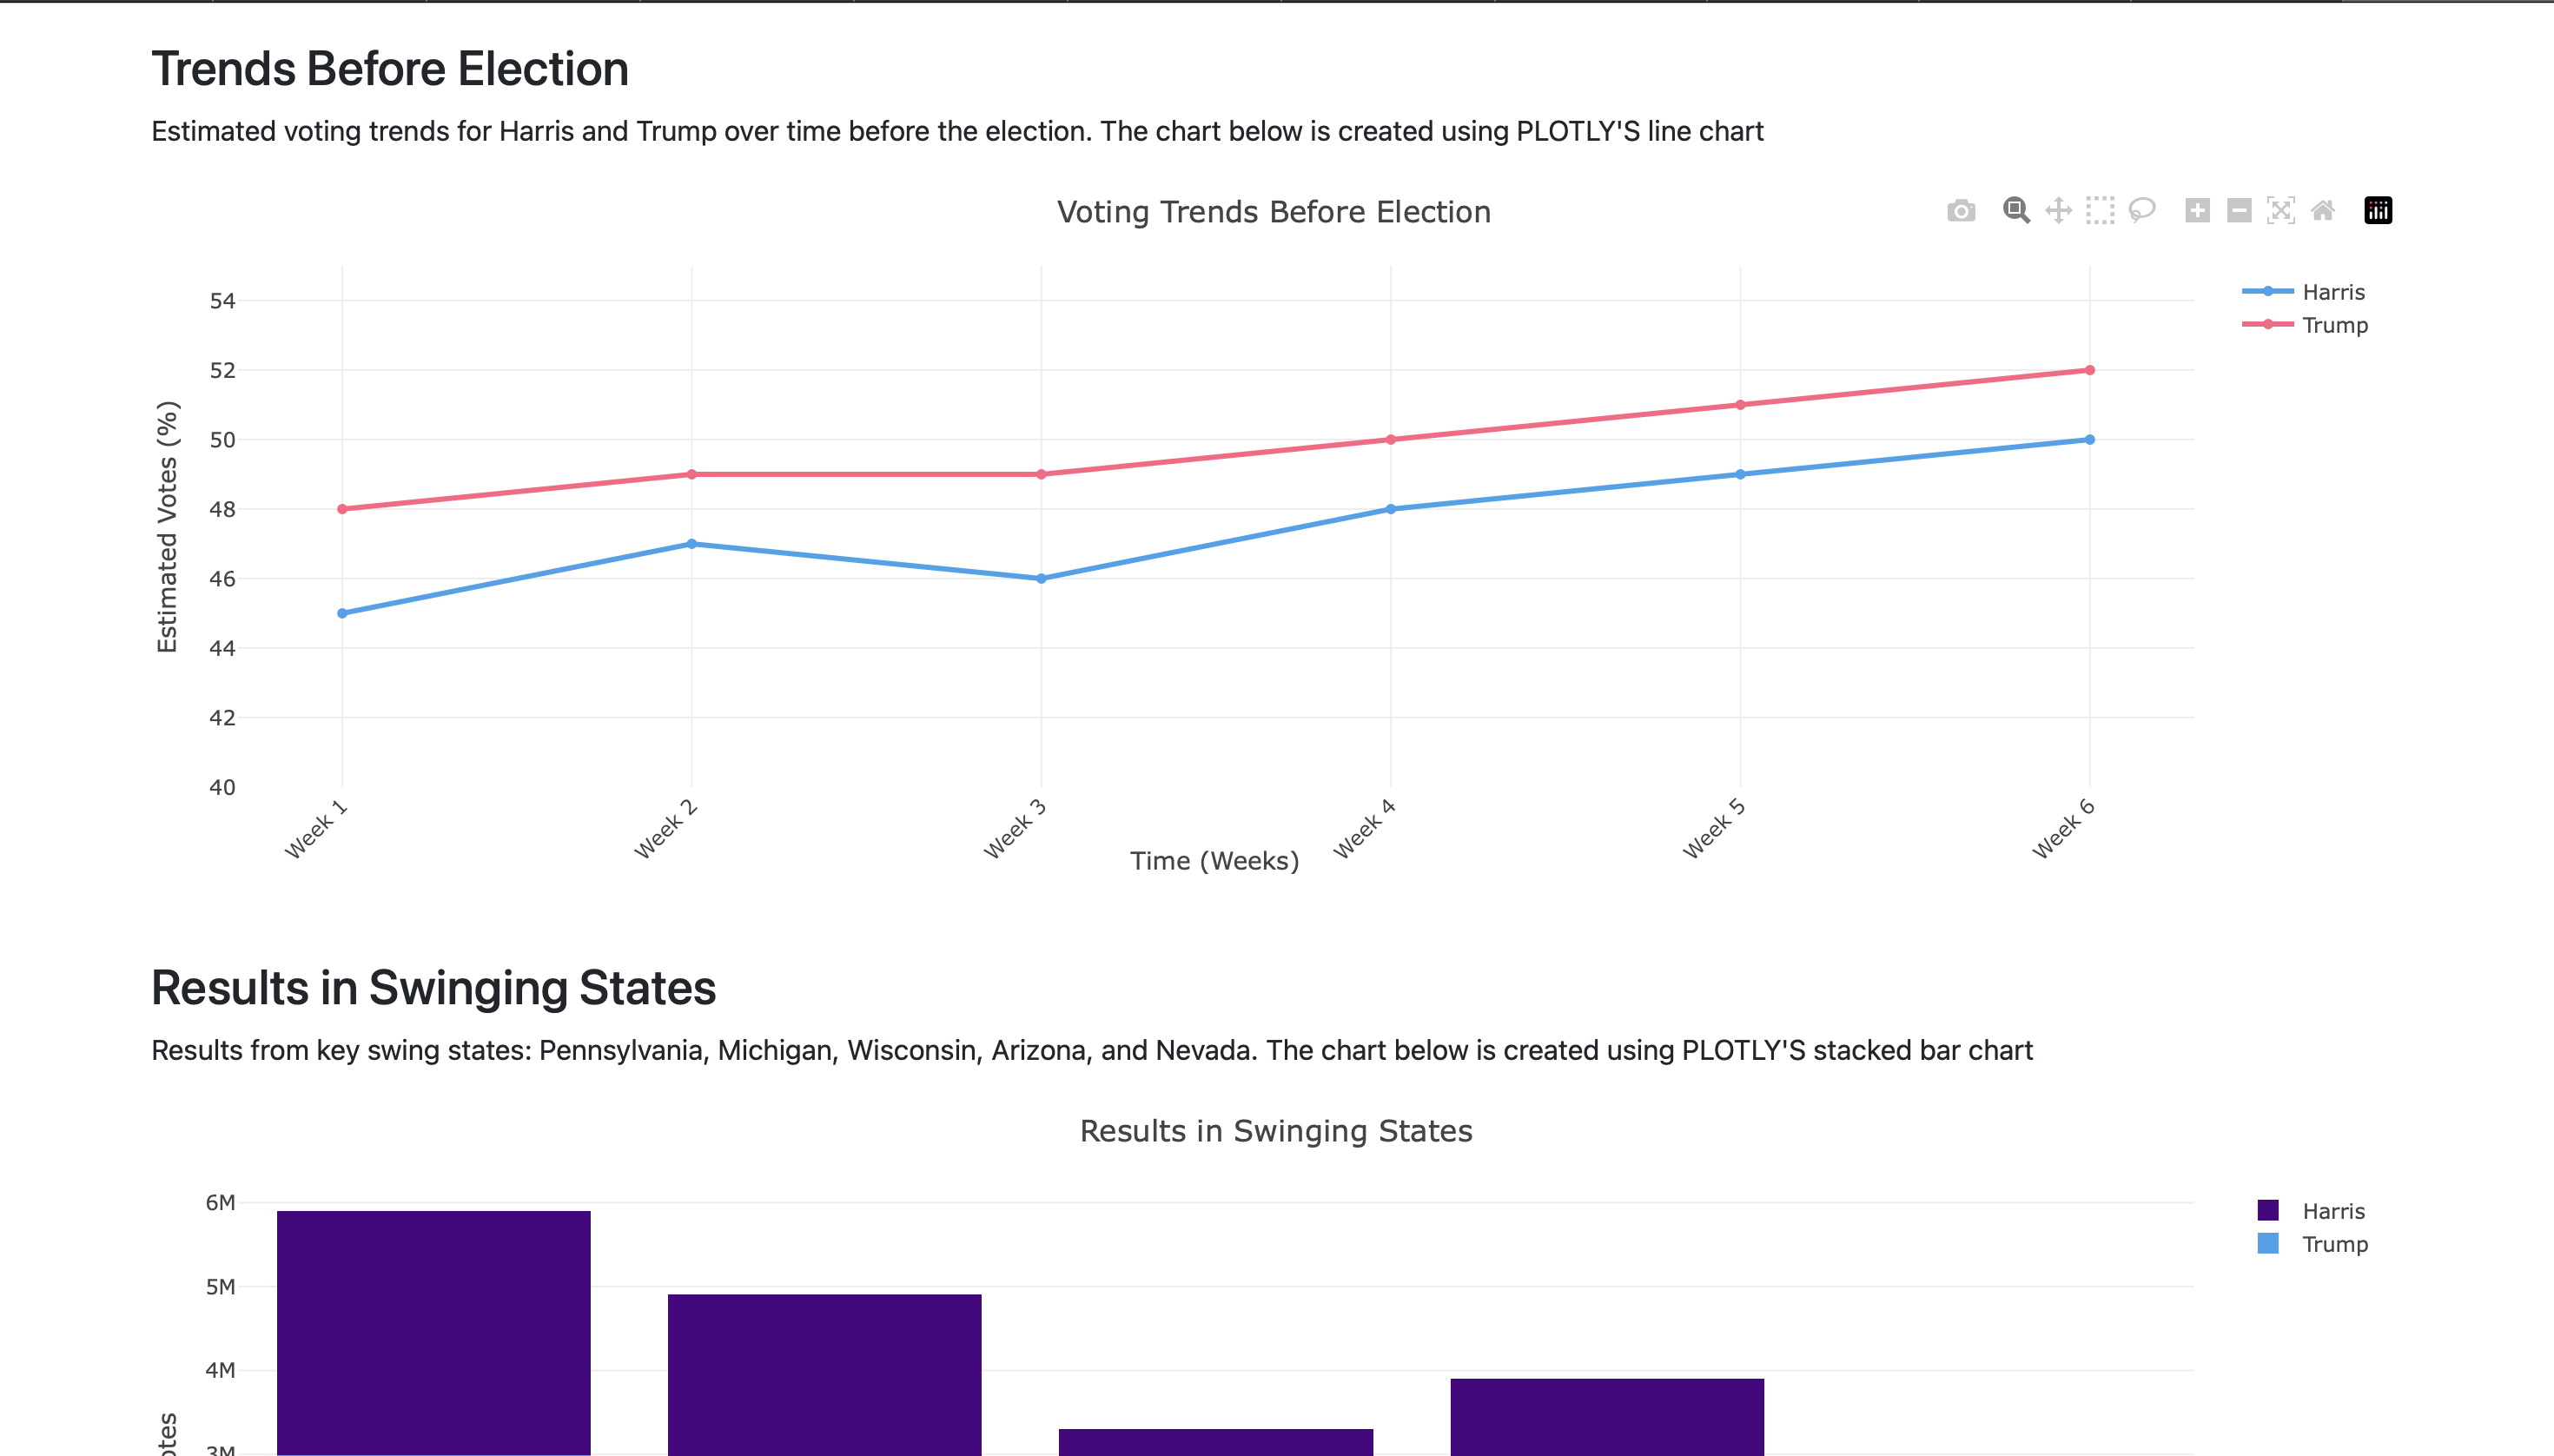 Trends Before Election
Estimated voting trends for Harris and Trump over time before the election. The chart below is created using PLOTLY'S line chart
Voting Trends Before Election
Harris
Trump
Estimated Votes (%)
54
52
50
48
46
44
42
40
Week 1
Week 2
Week 3
Week 4
Week 5
Week 6
Time (Weeks)
Results in Swinging States
Results from key swing states: Pennsylvania, Michigan, Wisconsin, Arizona, and Nevada. The chart below is created using PLOTLY'S stacked bar chart
Results in Swinging States
Harris
Trump
6M
5M
4M
3M